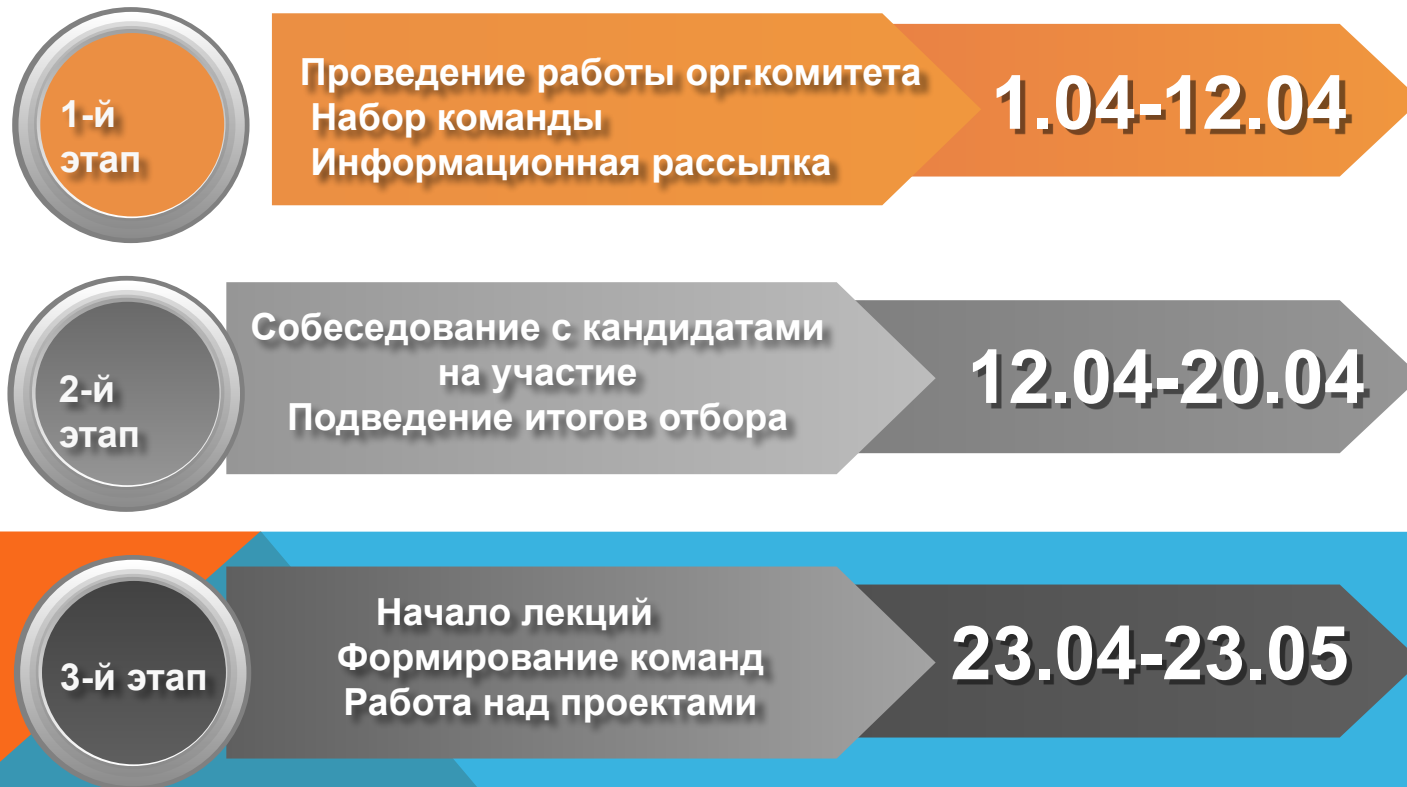 1-й
этап
Проведение работы орг.комитета
Набор команды
Информационная рассылка
1.04-12.04
2-й
этап
Собеседование с кандидатами
на участие
Подведение итогов отбора
12.04-20.04
3-й этап
Начало лекций
Формирование команд
Работа над проектами
23.04-23.05